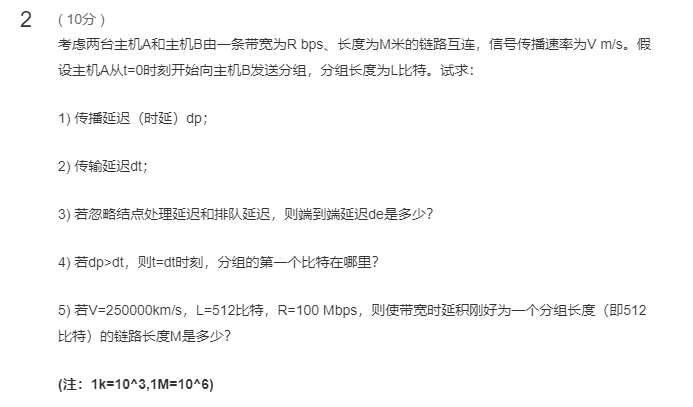 2
（10分）
考虑两台主机A和主机B由一条带宽为R bps、长度为M米的链路互连，信号传播速率为V m/s。假
设主机A从t=0时刻开始向主机B发送分组，分组长度为L比特。试求：
1) 传播延迟（时延）dp；
2) 传输延迟dt；
3) 若忽略结点处理延迟和排队延迟，则端到端延迟de是多少？
4) 若dp>dt，则t=dt时刻，分组的第一个比特在哪里？
5) 若V=250000km/s，L=512比特，R=100 Mbps，则使带宽时延积刚好为一个分组长度（即512
比特）的链路长度M是多少？
(注：1k=10^3,1M=10^6)